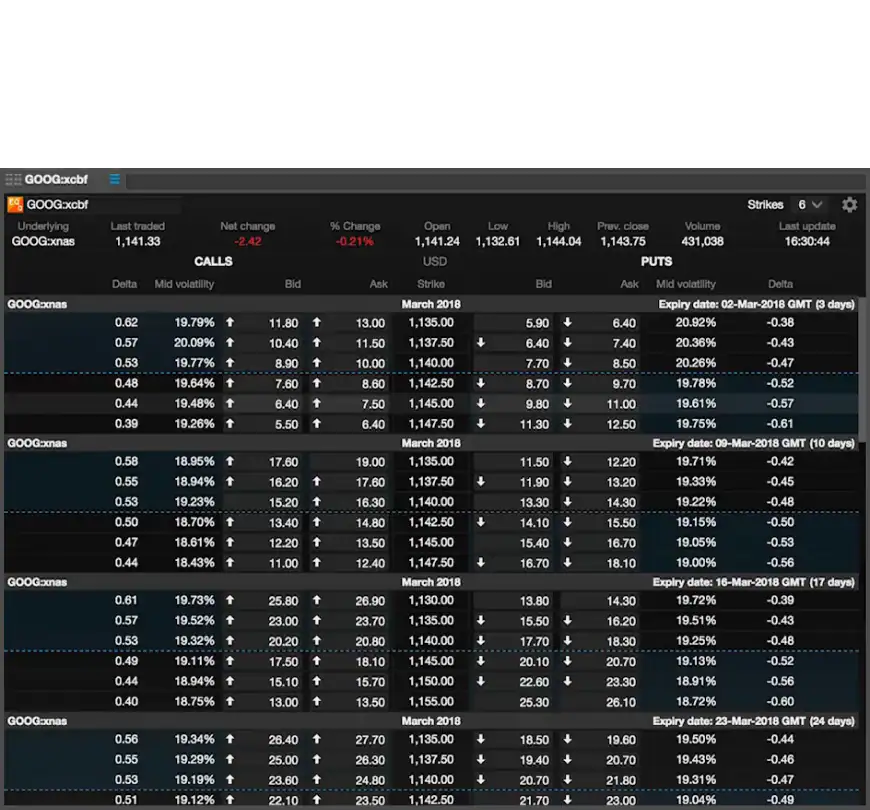 GOOG:xcbf
GOOG:xcbf Strikes 6
Underlying Last traded Net change % Change Open Low High Prev. close Volume Last update
GOOG:xnas 1,141.33 -2.42 -0.21% 1,141.24 1,132.61 1,144.04 1,143.75 431,038 16:30:44
CALLS USD PUTS
Delta Mid volatility Bid Ask Strike Bid Ask Mid volatility Delta
GOOG:xnas March 2018 Expiry date: 02-Mar-2018 GMT (3 days)
0.62 19.79% 11.80 13.00 1,135.00 5.90 6.40 20.92% -0.38
0.57 20.09% 10.40 11.50 1,137.50 6.40 7.40 20.36% -0.43
0.53 19.77% 8.90 10.00 1,140.00 7.70 8.50 20.26% -0.47
0.48 19.64% 7.60 8.60 1,142.50 8.70 9.70 19.78% -0.52
0.44 19.48% 6.40 7.50 1,145.00 9.80 11.00 19.61% -0.57
0.39 19.26% 5.50 6.40 1,147.50 11.30 12.50 19.75% -0.61
GOOG:xnas March 2018 Expiry date: 09-Mar-2018 GMT (10 days)
0.58 18.95% 17.60 19.00 1,135.00 11.50 12.20 19.71% -0.42
0.55 18.94% 16.20 17.60 1,137.50 11.90 13.20 19.33% -0.45
0.53 19.23% 15.20 16.30 1,140.00 13.30 14.30 19.22% -0.48
0.50 18.70% 13.40 14.80 1,142.50 14.10 15.50 19.15% -0.50
0.47 18.61% 12.20 13.50 1,145.00 15.40 16.70 19.05% -0.53
0.44 18.43% 11.00 12.40 1,147.50 16.70 18.10 19.00% -0.56
GOOG:xnas March 2018 Expiry date: 16-Mar-2018 GMT (17 days)
0.61 19.73% 25.80 26.90 1,130.00 13.80 14.30 19.72% -0.39
0.57 19.52% 23.00 23.70 1,135.00 15.50 16.20 19.51% -0.43
0.53 19.32% 20.20 20.80 1,140.00 17.70 18.30 19.25% -0.48
0.49 19.11% 17.50 18.10 1,145.00 20.10 20.70 19.13% -0.52
0.44 18.94% 15.10 15.70 1,150.00 22.60 23.30 18.91% -0.56
0.40 18.75% 13.00 13.50 1,155.00 25.30 26.10 18.72% -0.60
GOOG:xnas March 2018 Expiry date: 23-Mar-2018 GMT (24 days)
0.56 19.34% 26.40 27.70 1,135.00 18.50 19.60 19.50% -0.44
0.55 19.29% 25.00 26.30 1,137.50 19.40 20.70 19.43% -0.46
0.53 19.19% 23.60 24.80 1,140.00 20.70 21.80 19.31% -0.47
0.51 19.12% 22.10 23.50 1,142.50 21.70 23.00 19.04% -0.49